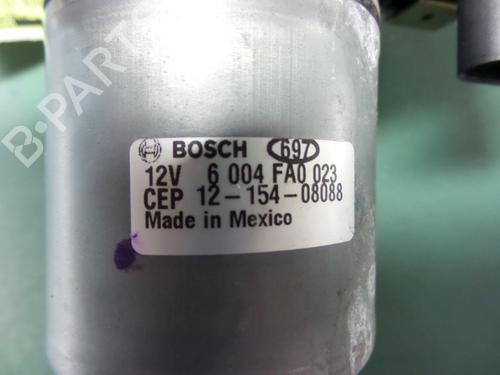 B-PARTS
BOSCH 697
12V 6 004 FA0 023
CEP 12-154-08088
Made in Mexico